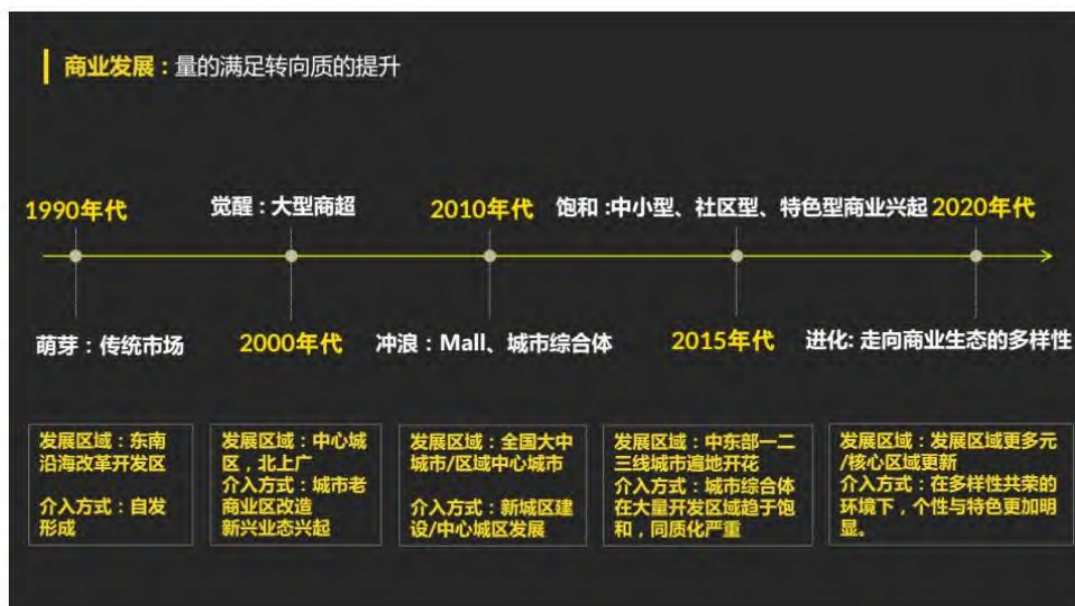 商业发展：量的满足转向质的提升
1990年代
觉醒：大型商超
2010年代
饱和：中小型、社区型、特色型商业兴起
2020年代
萌芽：传统市场
2000年代
冲浪：Mall、城市综合体
2015年代
进化：走向商业生态的多样性
发展区域：东南
沿海改革开发区
介入方式：自发
形成
发展区域：中心城
区，北上广
介入方式：城市老
商业区改造
新兴业态兴起
发展区域：全国大中
城市/区域中心城市
介入方式：新城区建
设/中心城区发展
发展区域：中东部一二
三线城市遍地开花
介入方式：城市综合体
在大量开发区域趋于饱
和，同质化严重
发展区域：发展区域更多元
/核心区域更新
介入方式：在多样性共荣的
环境下，个性与特色更加明
显。